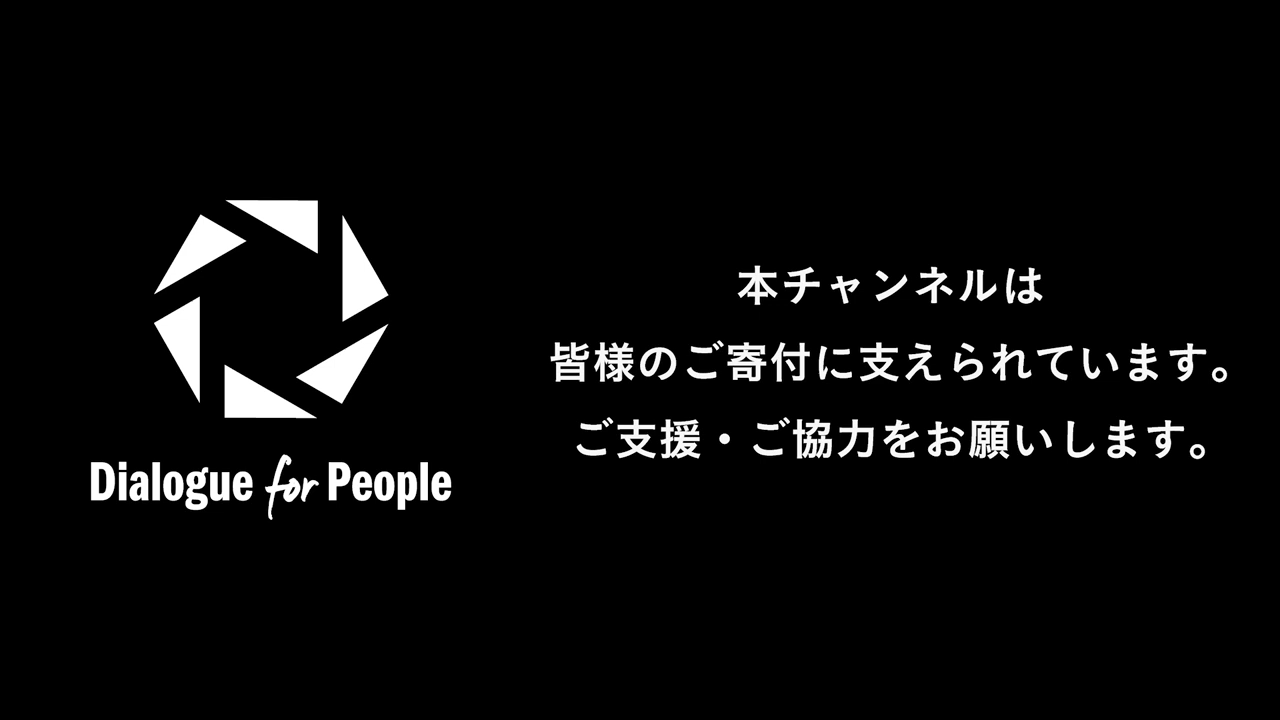 Dialogue for People
本チャンネルは
皆様のご寄付に支えられています。
ご支援・ご協力をお願いします。